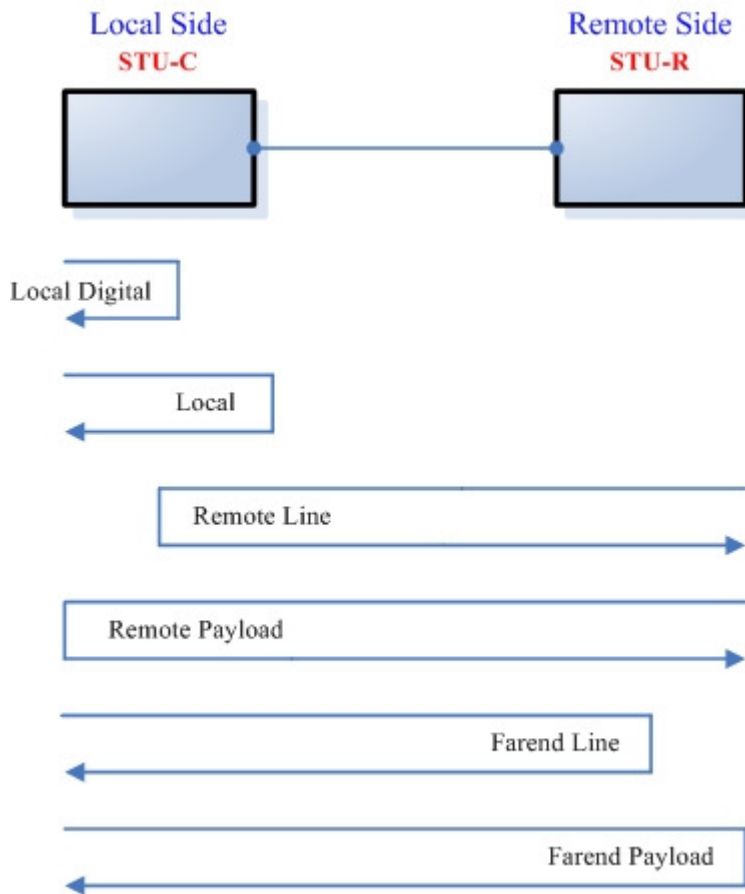 Local Side
STU-C
Remote Side
STU-R
Local Digital
Local
Remote Line
Remote Payload
Farend Line
Farend Payload